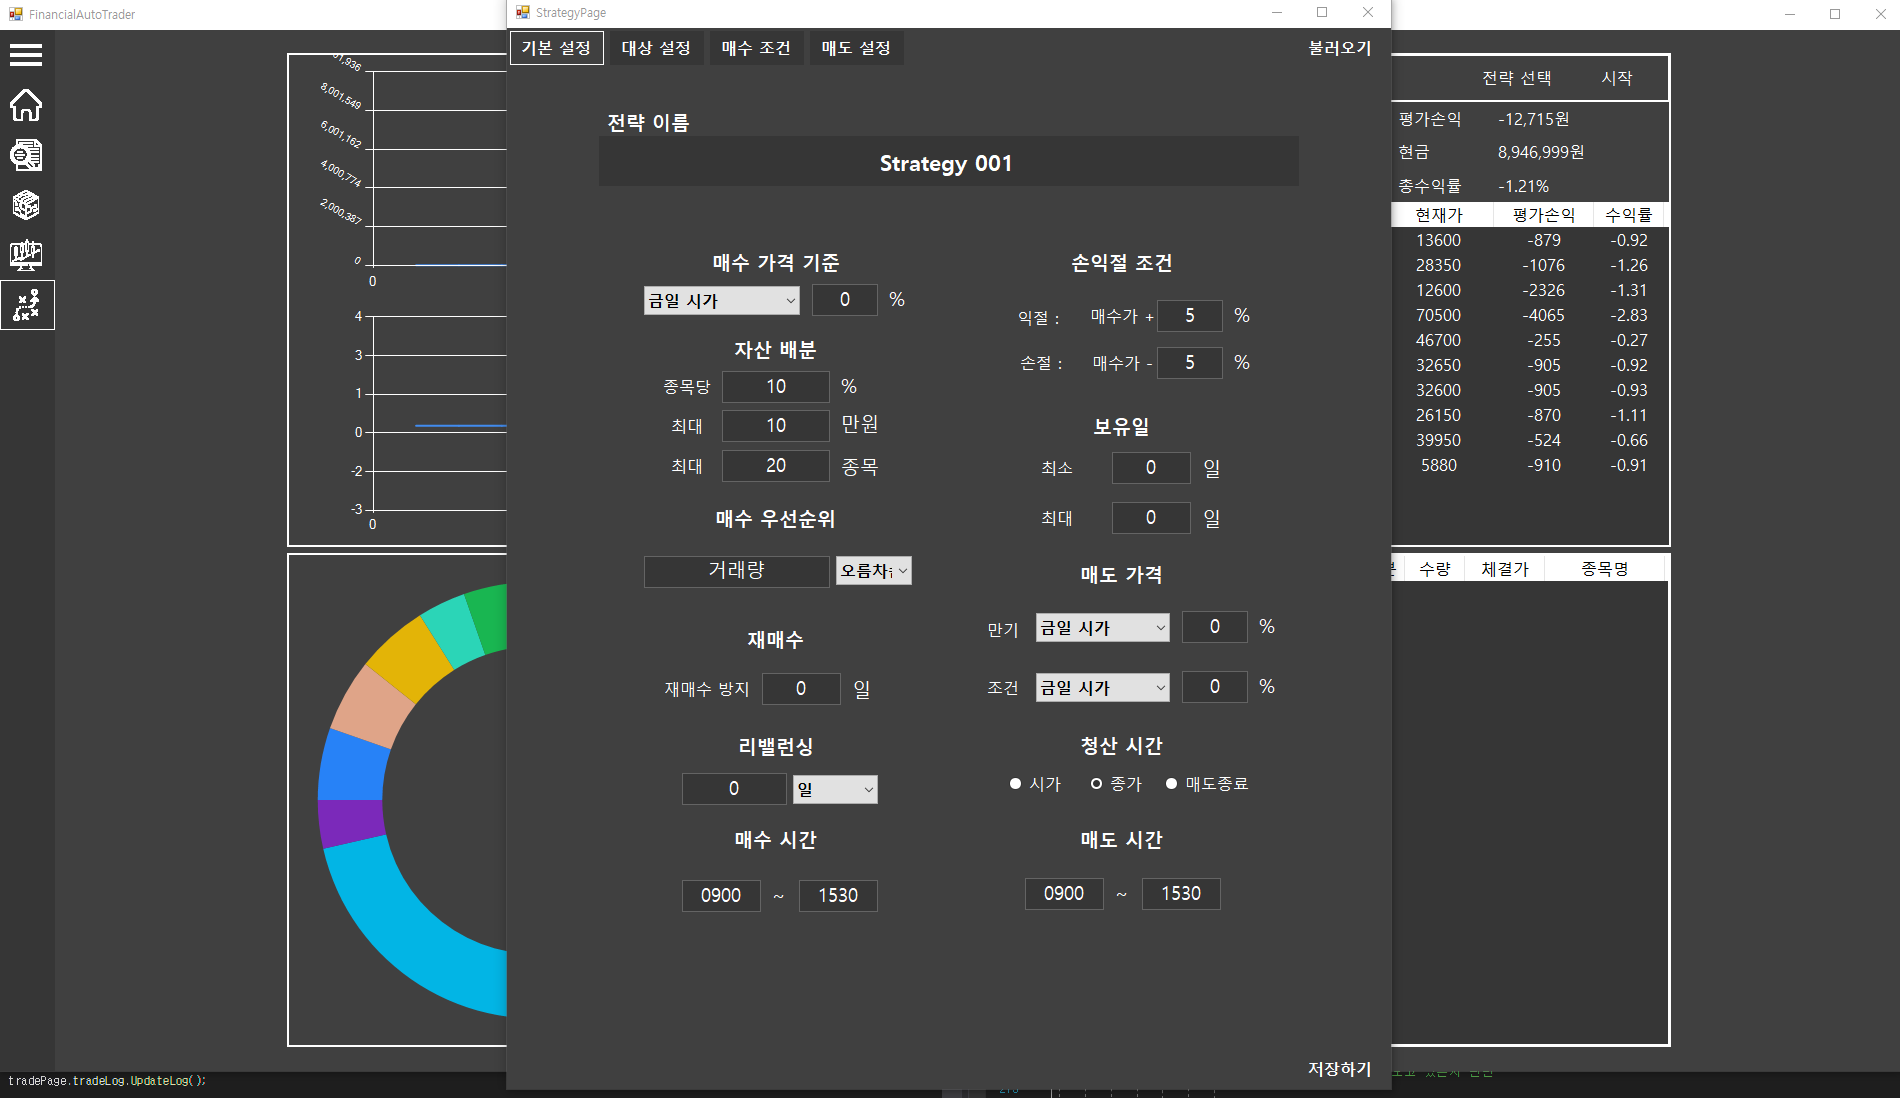 FinancialAutoTrader
StrategyPage
기본 설정 대상 설정 매수 조건 매도 설정 불러오기
전략 이름
Strategy 001
매수 가격 기준
금일 시가 0 %
자산 배분
종목당 10 %
최대 10 만원
최대 20 종목
매수 우선순위
거래량
재매수
재매수 방지 0 일
리밸런싱
0 일
매수 시간
0900 ~ 1530
손익절 조건
익절 : 매수가 + 5 %
손절 : 매수가 - 5 %
보유일
최소 0 일
최대 0 일
매도 가격
만기 금일 시가 0 %
조건 금일 시가 0 %
청산 시간
시가 종가 매도종료
매도 시간
0900 ~ 1530
저장하기
8,001,549
6,001,162
4,000,774
2,000,387
0
0
4
3
1
0
-2
-3
0
전략 선택 시작
평가손익 -12,715원
현금 8,946,999원
총수익률 -1.21%
현재가 평가손익 수익률
13600 -879 -0.92
28350 -1076 -1.26
12600 -2326 -1.31
70500 -4065 -2.83
46700 -255 -0.27
32650 -905 -0.92
32600 -905 -0.93
26150 -870 -1.11
39950 -524 -0.66
5880 -910 -0.91
수량 체결가 종목명
tradePage.tradeLog.UpdateLog();